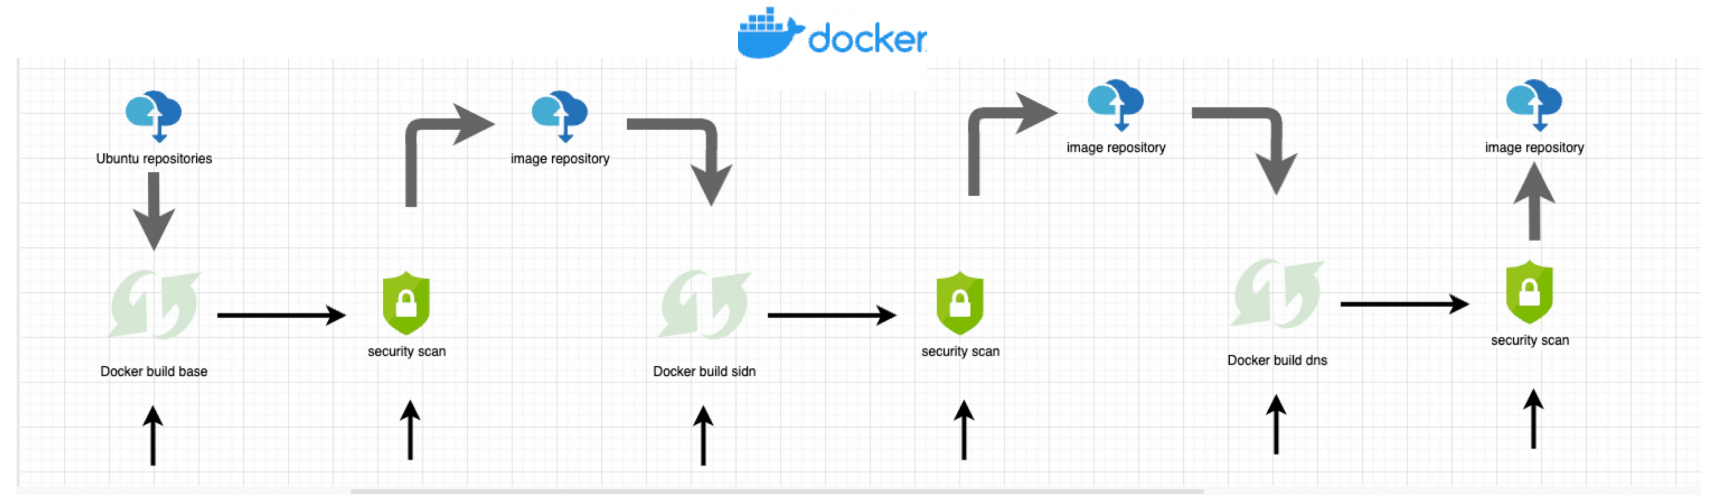 docker
Ubuntu repositories
image repository
image repository
image repository
Docker build base
security scan
Docker build sidn
security scan
Docker build dns
security scan